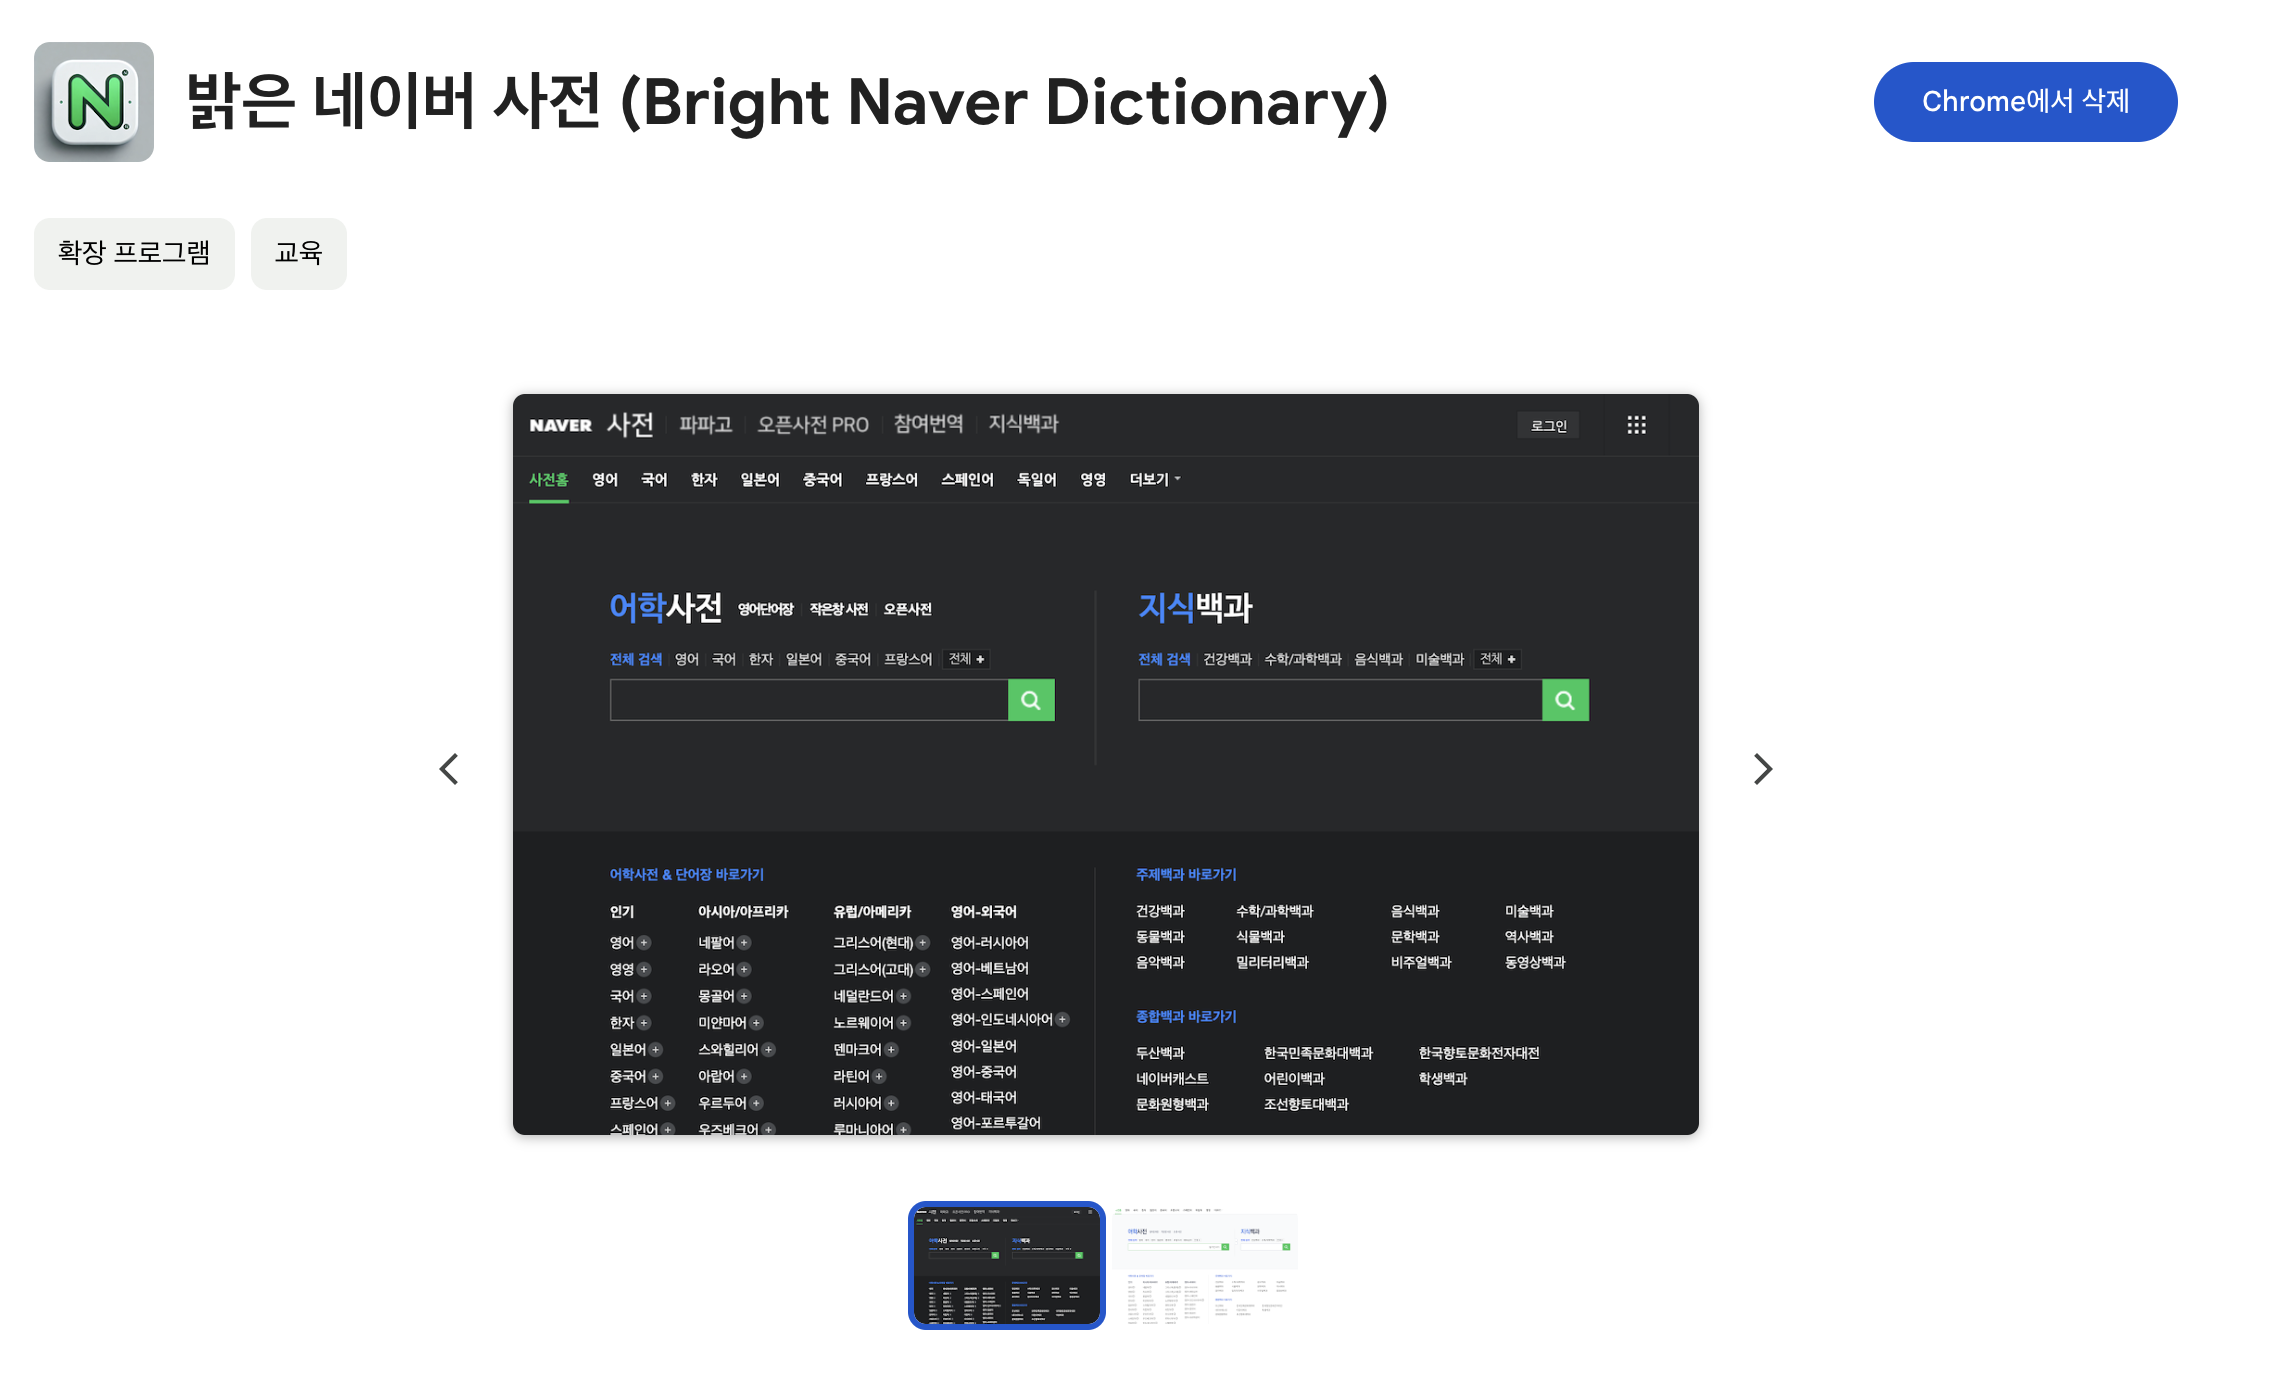 밝은 네이버 사전 (Bright Naver Dictionary)
Chrome에서 삭제
확장 프로그램
교육
NAVER 사전 파파고 오픈사전 PRO 참여번역 지식백과
로그인
사전홈 영어 국어 한자 일본어 중국어 프랑스어 스페인어 독일어 영영 더보기
어학사전 영어단어장 작은창 사전 오픈사전
전체 검색 영어 국어 한자 일본어 중국어 프랑스어 전체 +
지식백과
전체 검색 건강백과 수학/과학백과 음식백과 미술백과 전체 +
어학사전 & 단어장 바로가기
인기 아시아/아프리카 유럽/아메리카 영어-외국어
영어 + 네팔어 + 그리스어(현대) + 영어-러시아어
영영 + 라오어 + 그리스어(고대) + 영어-베트남어
국어 + 몽골어 + 네덜란드어 + 영어-스페인어
한자 + 미얀마어 + 노르웨이어 + 영어-인도네시아어 +
일본어 + 스와힐리어 + 덴마크어 + 영어-일본어
중국어 + 아랍어 + 라틴어 + 영어-중국어
프랑스어 + 우르두어 + 러시아어 + 영어-태국어
스페인어 + 우즈베크어 + 루마니아어 + 영어-포르투갈어
주제백과 바로가기
건강백과 수학/과학백과 음식백과 미술백과
동물백과 식물백과 문학백과 역사백과
음악백과 밀리터리백과 비주얼백과 동영상백과
종합백과 바로가기
두산백과 한국민족문화대백과 한국향토문화전자대전
네이버캐스트 어린이백과 학생백과
문화원형백과 조선향토대백과
어학사전
지식백과
어학사전
지식백과